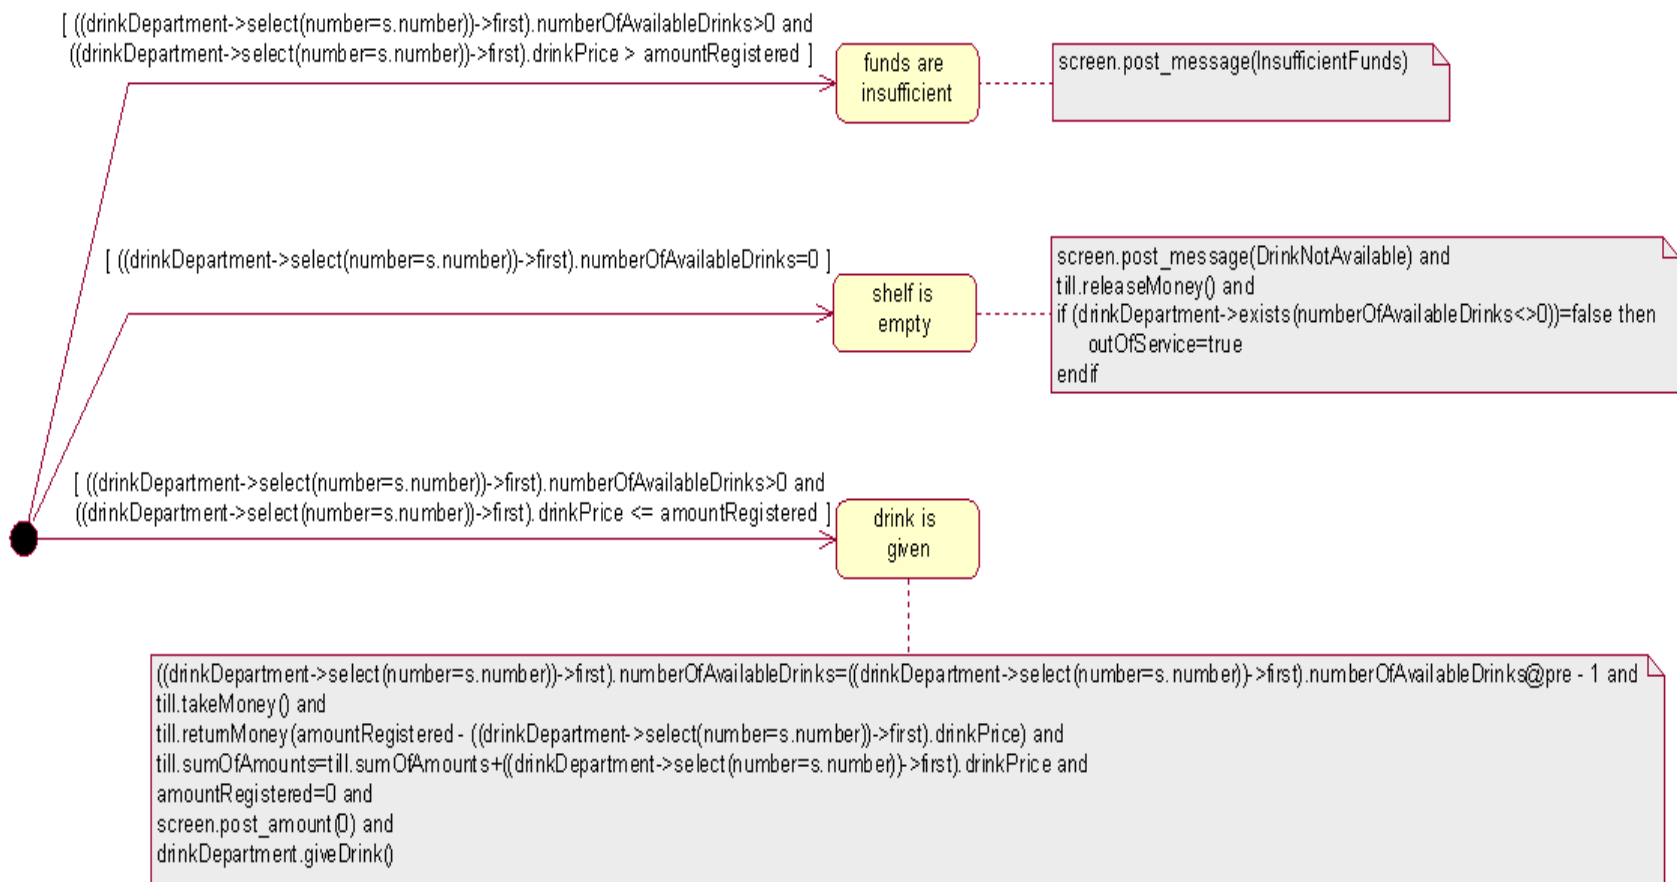 [ ((drinkDepartment->select(number=s.number))->first).numberOfAvailableDrinks>0 and
((drinkDepartment->select(number=s.number))->first).drinkPrice > amountRegistered ]
funds are
insufficient
screen.post_message(InsufficientFunds)
[ ((drinkDepartment->select(number=s.number))->first).numberOfAvailableDrinks=0 ]
shelf is
empty
screen.post_message(DrinkNotAvailable) and
till.releaseMoney() and
if (drinkDepartment->exists(numberOfAvailableDrinks<>0))=false then
outOfService=true
endif
[ ((drinkDepartment->select(number=s.number))->first).numberOfAvailableDrinks>0 and
((drinkDepartment->select(number=s.number))->first).drinkPrice <= amountRegistered ]
drink is
given
((drinkDepartment->select(number=s.number))->first).numberOfAvailableDrinks=((drinkDepartment->select(number=s.number))->first).numberOfAvailableDrinks@pre - 1 and
till.takeMoney() and
till.returnMoney(amountRegistered - ((drinkDepartment->select(number=s.number))->first).drinkPrice) and
till.sumOfAmounts=till.sumOfAmounts+((drinkDepartment->select(number=s.number))->first).drinkPrice and
amountRegistered=0 and
screen.post_amount(0) and
drinkDepartment.giveDrink()